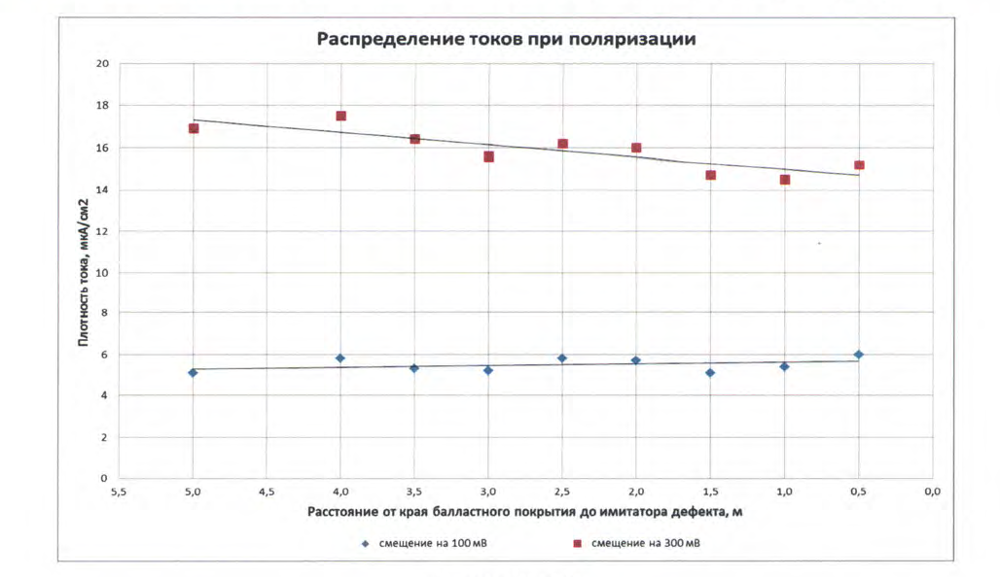 Распределение токов при поляризации
20
18
16
14
12
10
8
6
4
2
0
Плотность тока, мкА/см2
5,5 5,0 4,5 4,0 3,5 3,0 2,5 2,0 1,5 1,0 0,5 0,0
Расстояние от края балластного покрытия до имитатора дефекта, м
смещение на 100 мВ смещение на 300 мВ